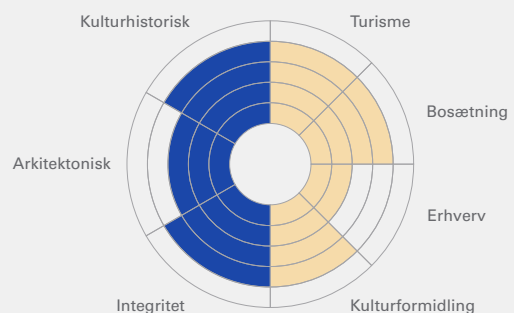 Kulturhistorisk
Turisme
Bosætning
Arkitektonisk
Erhverv
Integritet
Kulturformidling